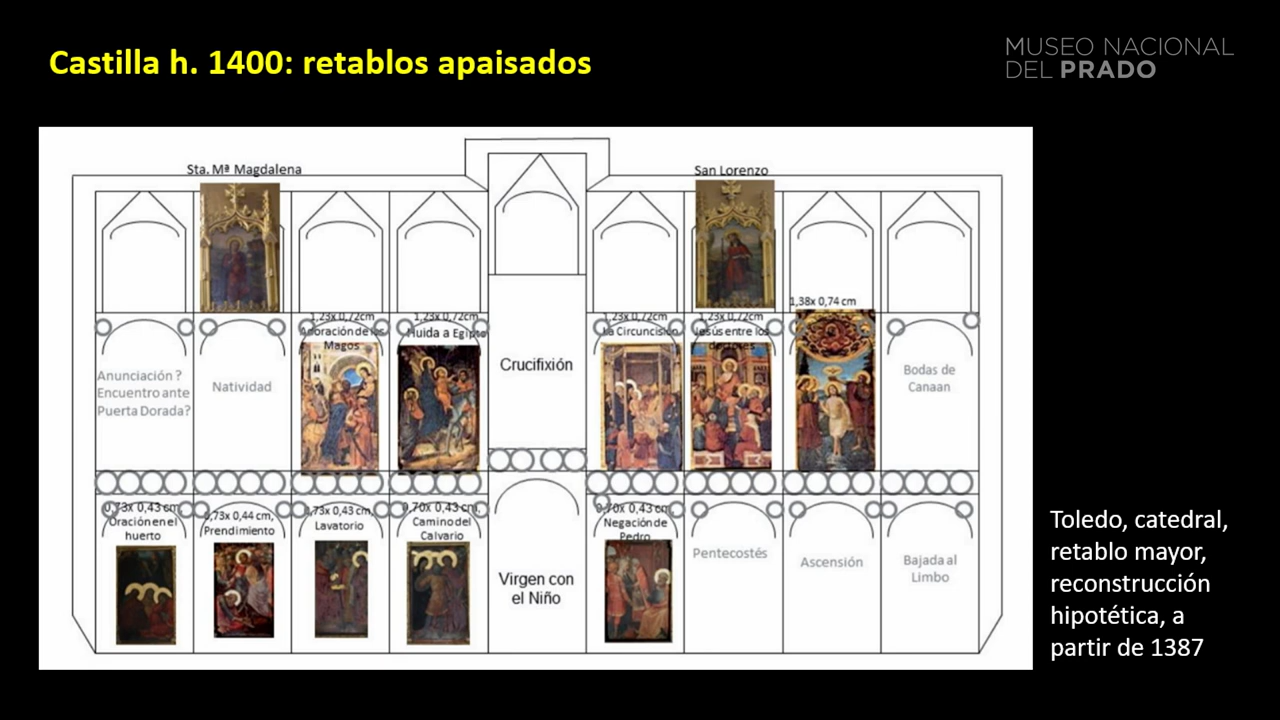 Castilla h. 1400: retablos apaisados
MUSEO NACIONAL
DEL PRADO
Sta. Mª Magdalena
San Lorenzo
1,38x 0,74 cm
1,23x 0,72cm
Adoración de los
Magos
1,23x 0,72cm
Huida a Egipto
1,23x 0,72cm
La Circuncisión
1,23x 0,72cm
Jesús entre los
doctores
Anunciación ?
Encuentro ante
Puerta Dorada?
Natividad
Crucifixión
Bodas de
Canaan
0,73x 0,43 cm,
Oración en el
huerto
0,73x 0,44 cm,
Prendimiento
0,73x 0,43 cm,
Lavatorio
0,70x 0,43 cm,
Camino del
Calvario
Virgen con
el Niño
0,70x 0,43 cm,
Negación de
Pedro
Pentecostés
Ascensión
Bajada al
Limbo
Toledo, catedral,
retablo mayor,
reconstrucción
hipotética, a
partir de 1387